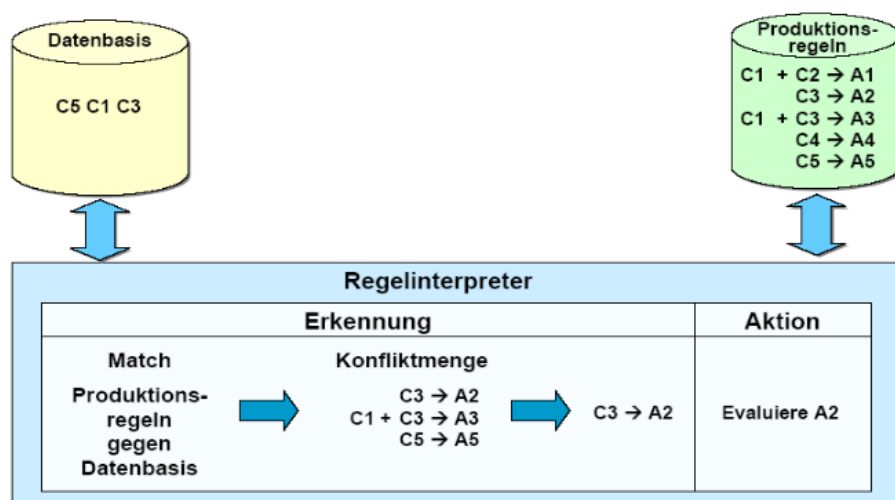 Datenbasis
C5 C1 C3
Produktions-
regeln
C1 + C2 → A1
C3 → A2
C1 + C3 → A3
C4 → A4
C5 → A5
Regelinterpreter
Erkennung
Aktion
Match
Produktions-
regeln
gegen
Datenbasis
Konfliktmenge
C3 → A2
C1 + C3 → A3
C5 → A5
C3 → A2
Evaluiere A2